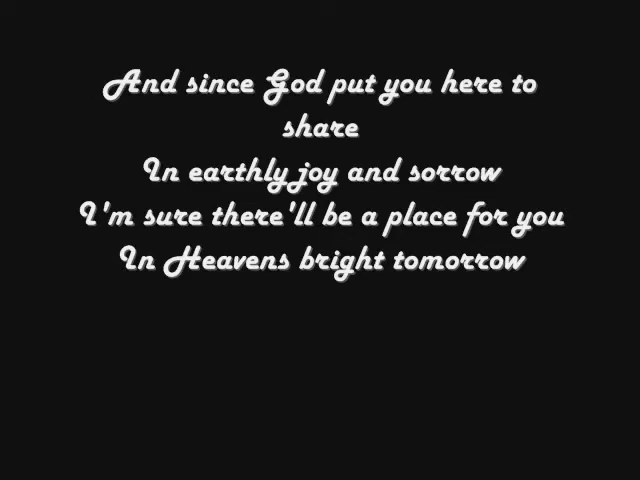 And since God put you here to
share
In earthly joy and sorrow
I'm sure there'll be a place for you
In Heavens bright tomorrow